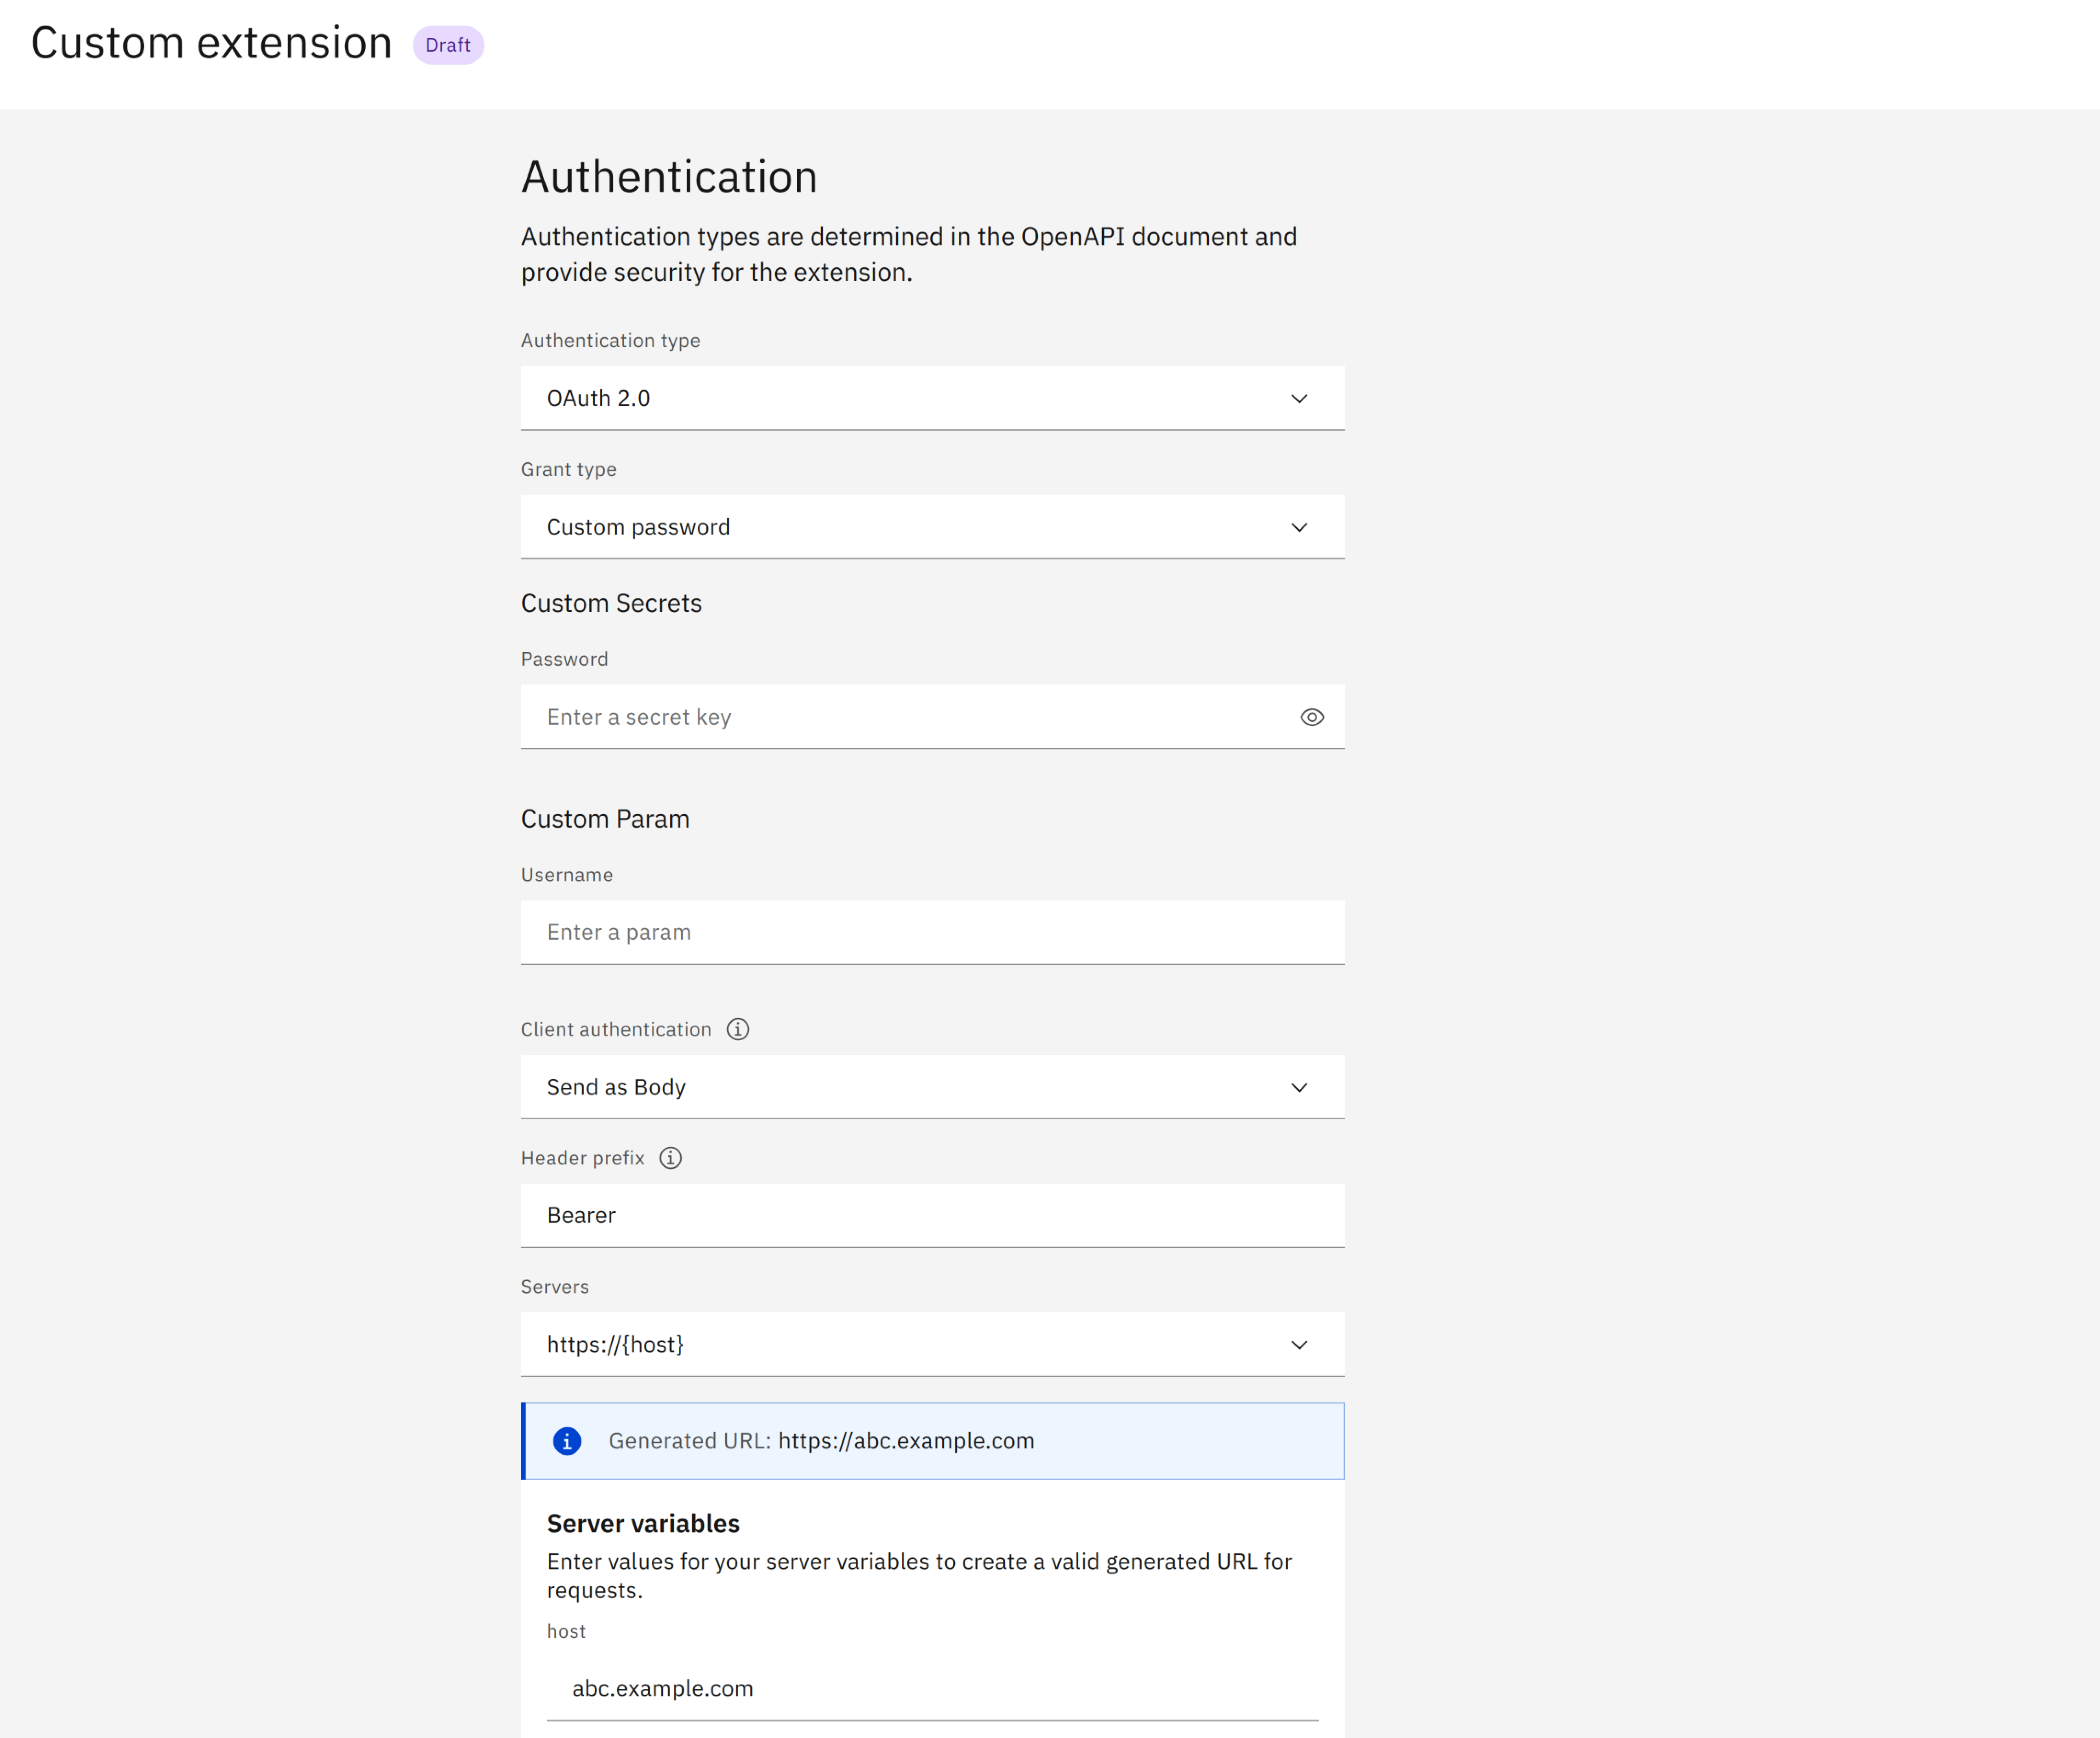 Custom extension
Draft
Authentication
Authentication types are determined in the OpenAPI document and
provide security for the extension.
Authentication type
OAuth 2.0
Grant type
Custom password
Custom Secrets
Password
Enter a secret key
Custom Param
Username
Enter a param
Client authentication
Send as Body
Header prefix
Bearer
Servers
https://{host}
Generated URL: https://abc.example.com
Server variables
Enter values for your server variables to create a valid generated URL for
requests.
host
abc.example.com